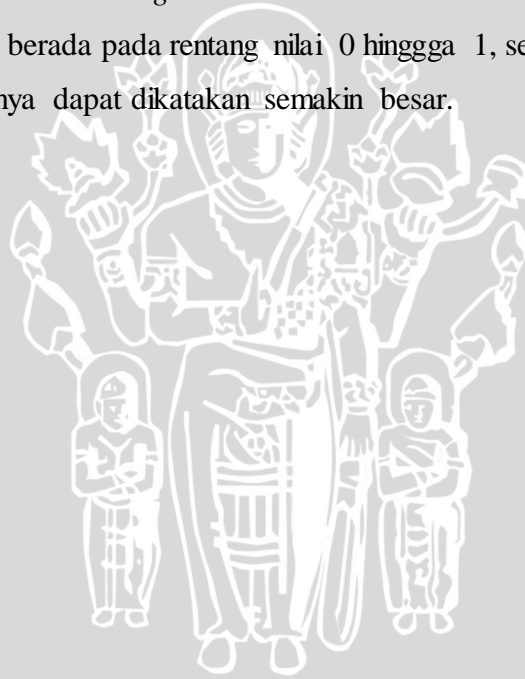 berada pada rentang nilai 0 hinggga 1, se
nya dapat dikatakan semakin besar.